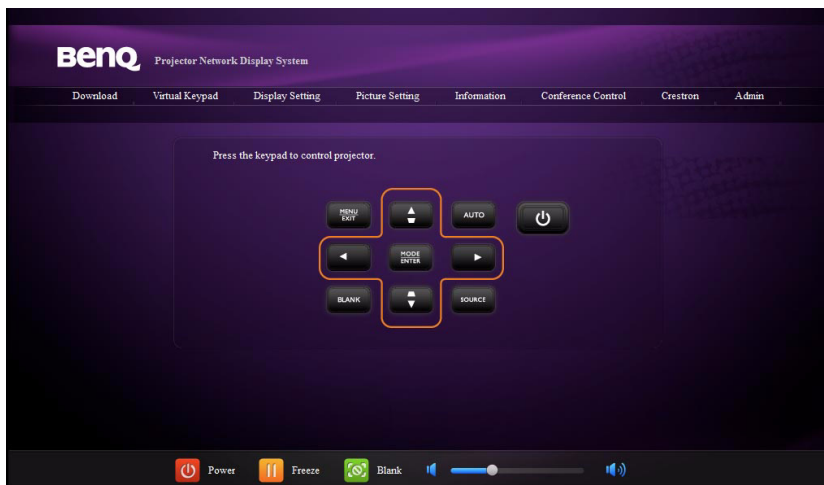 BenQ Projector Network Display System
Download Virtual Keypad Display Setting Picture Setting Information Conference Control Crestron Admin
Press the keypad to control projector.
MENU
EXIT
AUTO
MODE
ENTER
BLANK
SOURCE
Power Freeze Blank